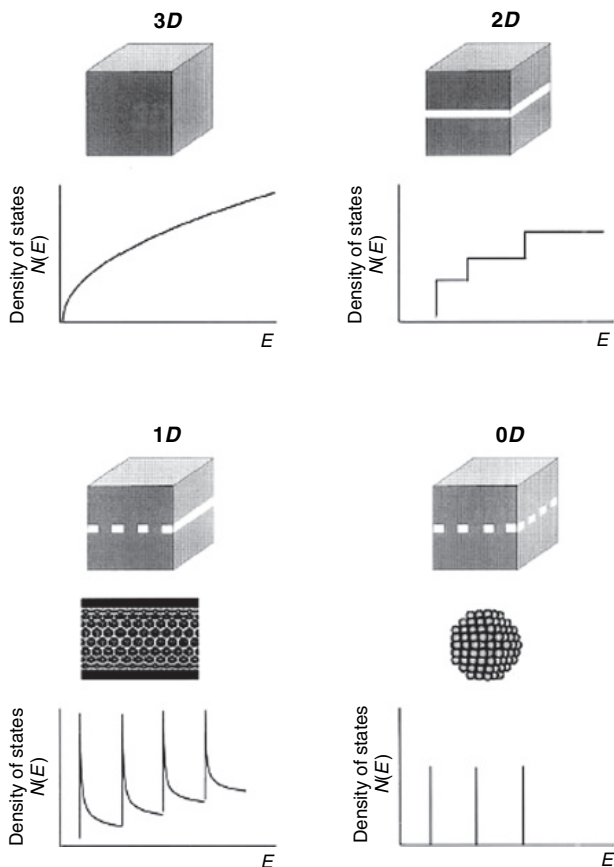 3D
2D
Density of states
N(E)
E
Density of states
N(E)
E
1D
0D
Density of states
N(E)
E
Density of states
N(E)
E